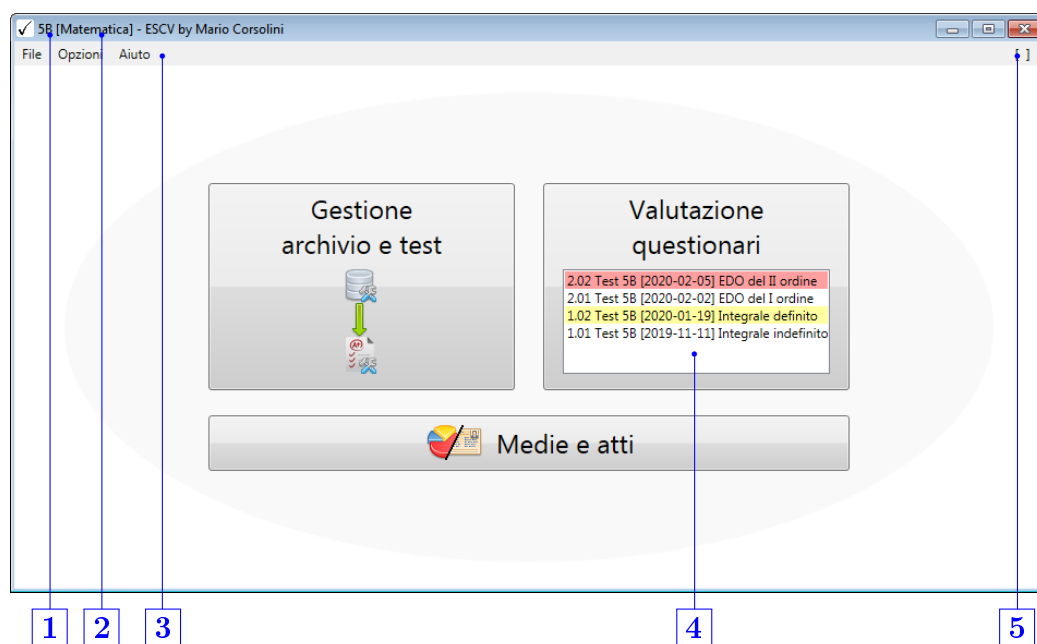 5B [Matematica] - ESCV by Mario Corsolini
File Opzioni Aiuto [ ]
Gestione
archivio e test
Valutazione
questionari
2.02 Test 5B [2020-02-05] EDO del II ordine
2.01 Test 5B [2020-02-02] EDO del I ordine
1.02 Test 5B [2020-01-19] Integrale definito
1.01 Test 5B [2019-11-11] Integrale indefinito
A+
Medie e atti
1 2 3 4 5